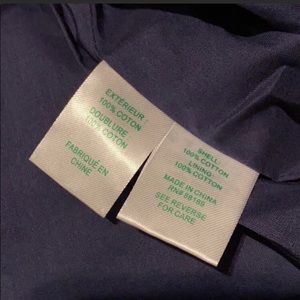 EXTÉRIEUR :
100% COTON
DOUBLURE :
100% COTON
FABRIQUÉ EN
CHINE
SHELL:
100% COTTON
LINING:
100% COTTON
MADE IN CHINA
RN# 58189
SEE REVERSE
FOR CARE